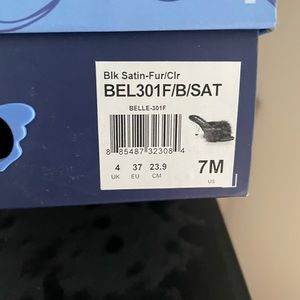 Blk Satin-Fur/Clr
BEL301F/B/SAT
BELLE-301F
8 85487 32308 4
4 37 23.9 7M
UK EU CM US